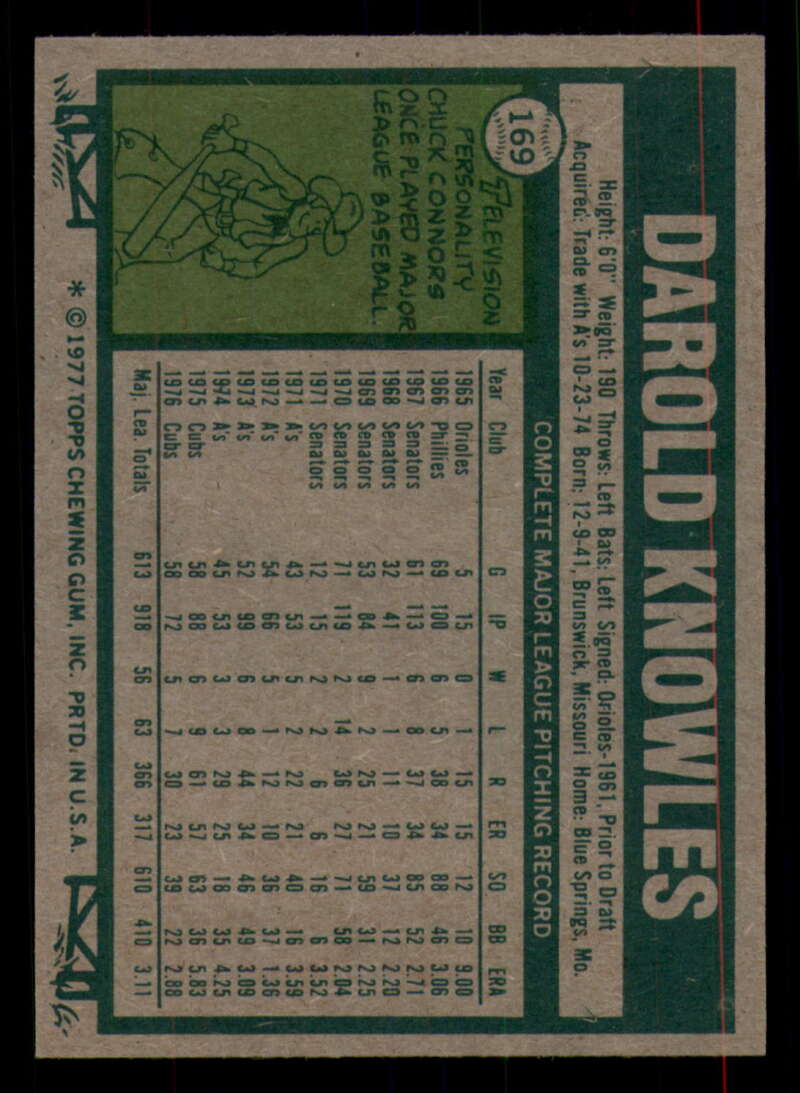 169
DAROLD KNOWLES
Height: 6'0" Weight: 190 Throws: Left Bats: Left Signed: Orioles-1961, Prior to Draft
Acquired: Trade with A's 10-23-74 Born: 12-9-41, Brunswick, Missouri Home: Blue Springs, Mo.
TELEVISION
PERSONALITY
CHUCK CONNORS
ONCE PLAYED MAJOR
LEAGUE BASEBALL.
COMPLETE MAJOR LEAGUE PITCHING RECORD
Year Club G IP W L R ER SO BB ERA
1965 Orioles 5 15 0 1 15 15 12 10 9.00
1966 Phillies 69 100 6 5 38 34 88 46 3.06
1967 Senators 61 113 6 8 37 34 85 52 2.71
1968 Senators 32 41 1 1 11 10 37 12 2.20
1969 Senators 53 84 9 2 25 21 59 31 2.25
1970 Senators 71 119 2 14 36 27 71 58 2.04
1971 Senators 12 15 2 2 6 6 16 6 3.52
1971 A's 43 53 5 2 22 21 40 16 3.59
1972 A's 54 66 5 1 12 10 36 37 1.36
1973 A's 52 99 6 8 44 34 46 49 3.09
1974 A's 45 53 3 3 29 25 18 35 4.25
1975 Cubs 58 88 6 9 61 57 63 36 5.83
1976 Cubs 58 72 5 7 30 23 39 22 2.88
Maj. Lea. Totals 613 918 56 63 366 317 610 410 3.11
* © 1977 TOPPS CHEWING GUM, INC. PRTD. IN U.S.A.